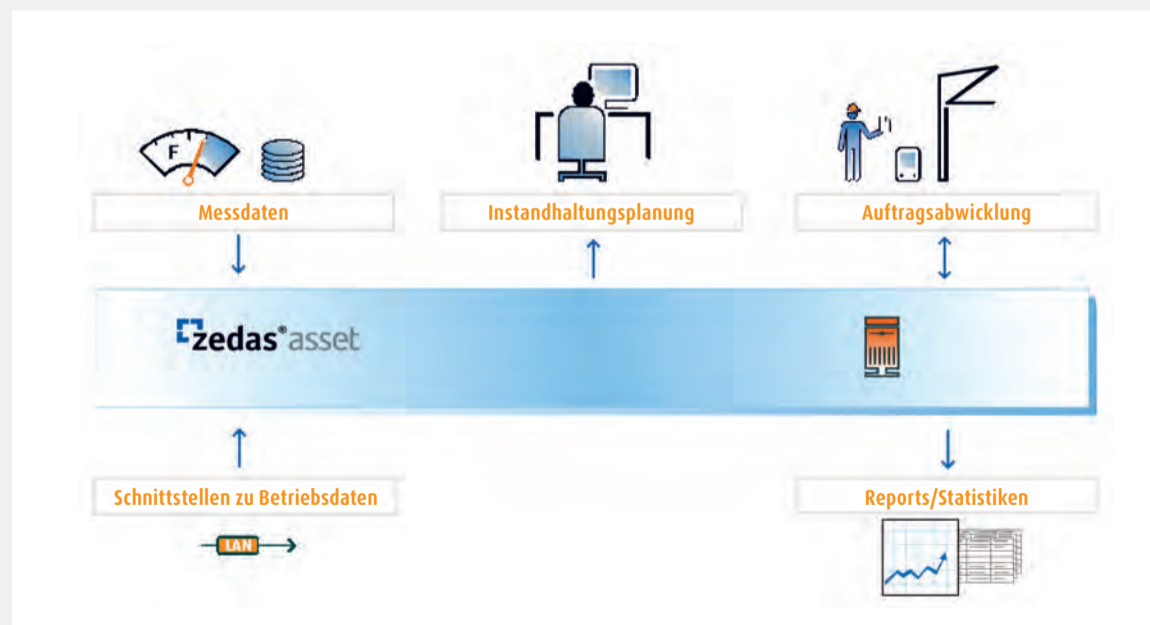 F
Messdaten
Instandhaltungsplanung
Auftragsabwicklung
zedas®asset
Schnittstellen zu Betriebsdaten
Reports/Statistiken
LAN